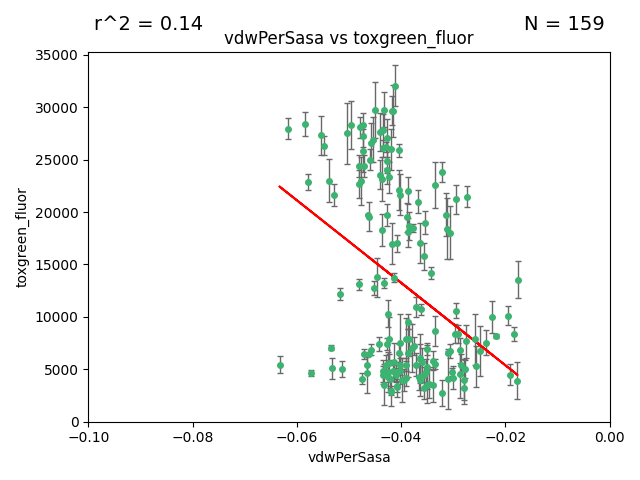 r^2 = 0.14
N = 159
vdwPerSasa vs toxgreen_fluor
35000
30000
25000
20000
15000
10000
5000
0
toxgreen_fluor
−0.10
−0.08
−0.06
−0.04
−0.02
0.00
vdwPerSasa